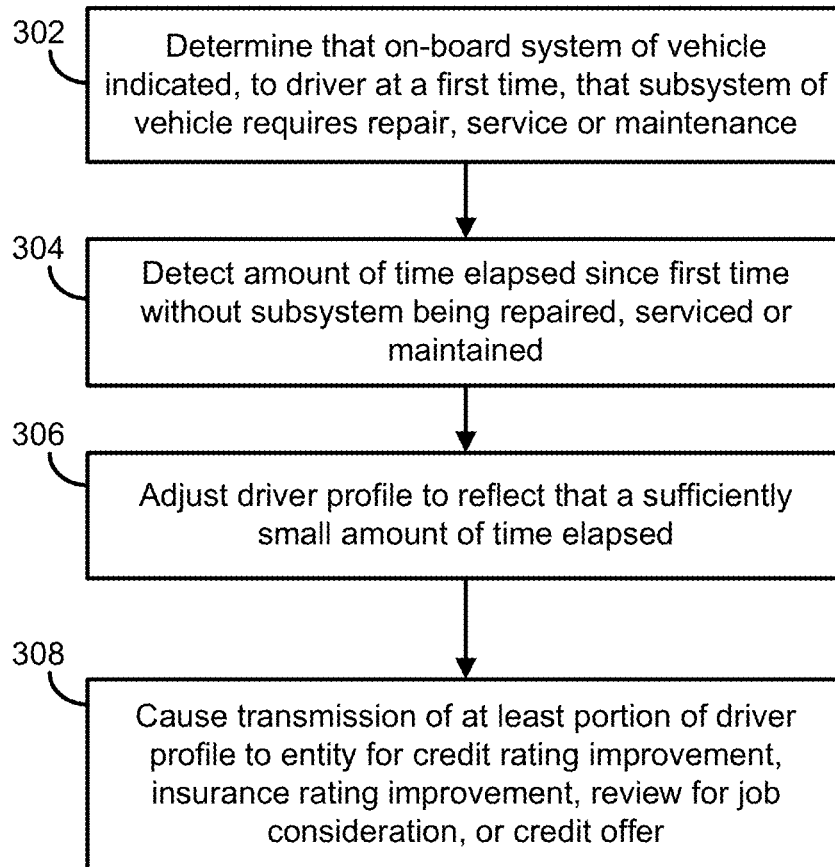 302
Determine that on-board system of vehicle
indicated, to driver at a first time, that subsystem of
vehicle requires repair, service or maintenance
304
Detect amount of time elapsed since first time
without subsystem being repaired, serviced or
maintained
306
Adjust driver profile to reflect that a sufficiently
small amount of time elapsed
308
Cause transmission of at least portion of driver
profile to entity for credit rating improvement,
insurance rating improvement, review for job
consideration, or credit offer